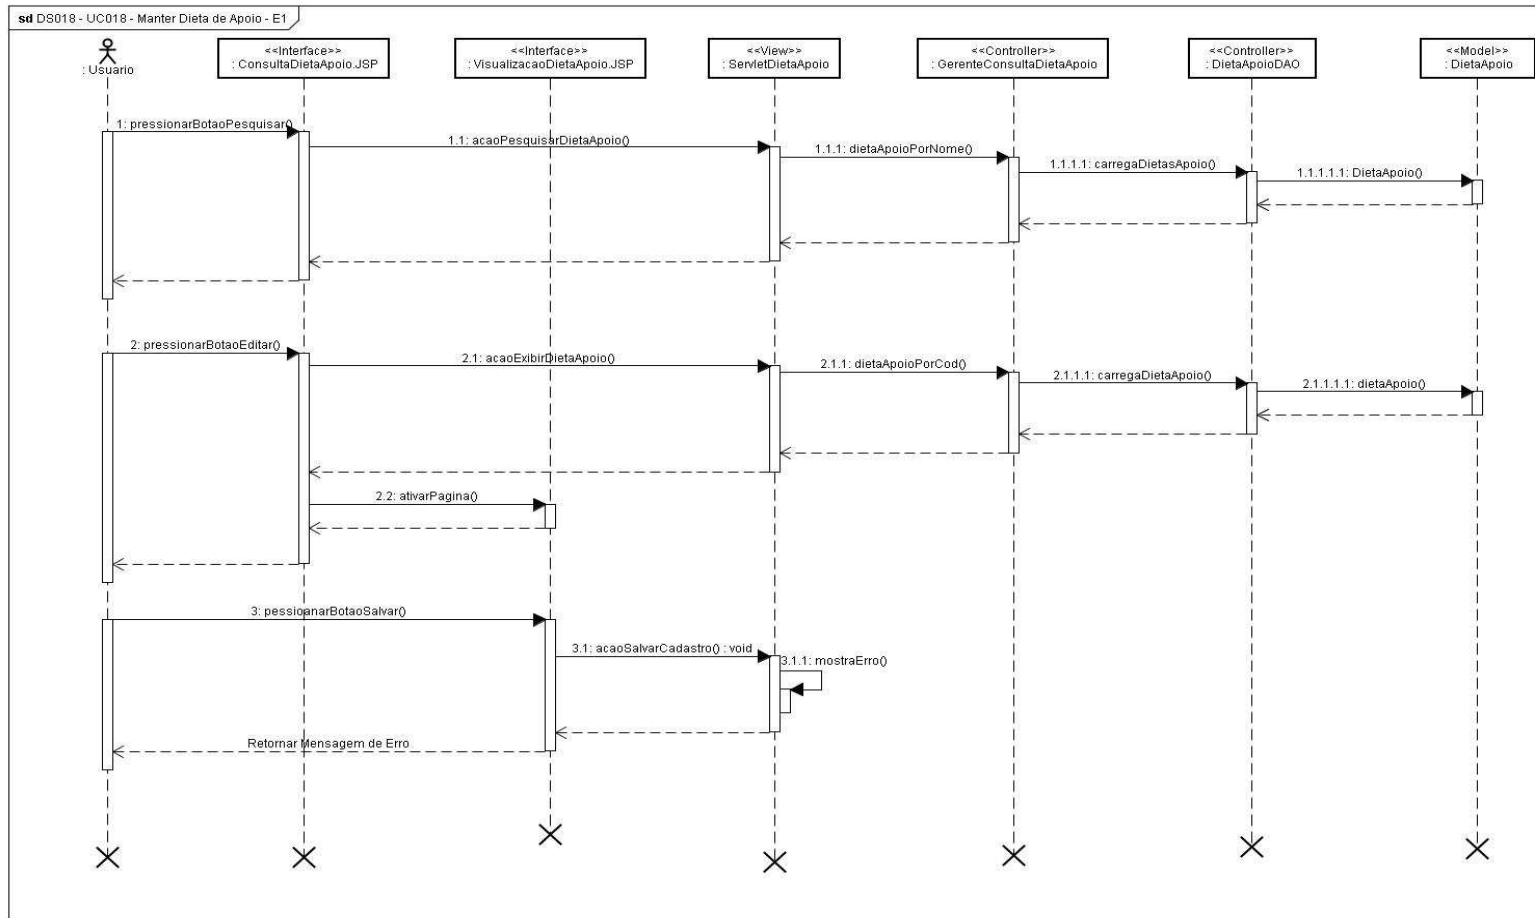 sd DS018 - UC018 - Manter Dieta de Apoio - E1
: Usuario
<<Interface>>
: ConsultaDietaApoio.JSP
<<Interface>>
: VisualizacaoDietaApoio.JSP
<<View>>
: ServletDietaApoio
<<Controller>>
: GerenteConsultaDietaApoio
<<Controller>>
: DietaApoioDAO
<<Model>>
: DietaApoio
1: pressionarBotaoPesquisar()
1.1: acaoPesquisarDietaApoio()
1.1.1: dietaApoioPorNome()
1.1.1.1: carregaDietasApoio()
1.1.1.1.1: DietaApoio()
2: pressionarBotaoEditar()
2.1: acaoExibirDietaApoio()
2.1.1: dietaApoioPorCod()
2.1.1.1: carregaDietaApoio()
2.1.1.1.1: dietaApoio()
2.2: ativarPagina()
3: pessioanarBotaoSalvar()
3.1: acaoSalvarCadastro() : void
3.1.1: mostraErro()
Retornar Mensagem de Erro